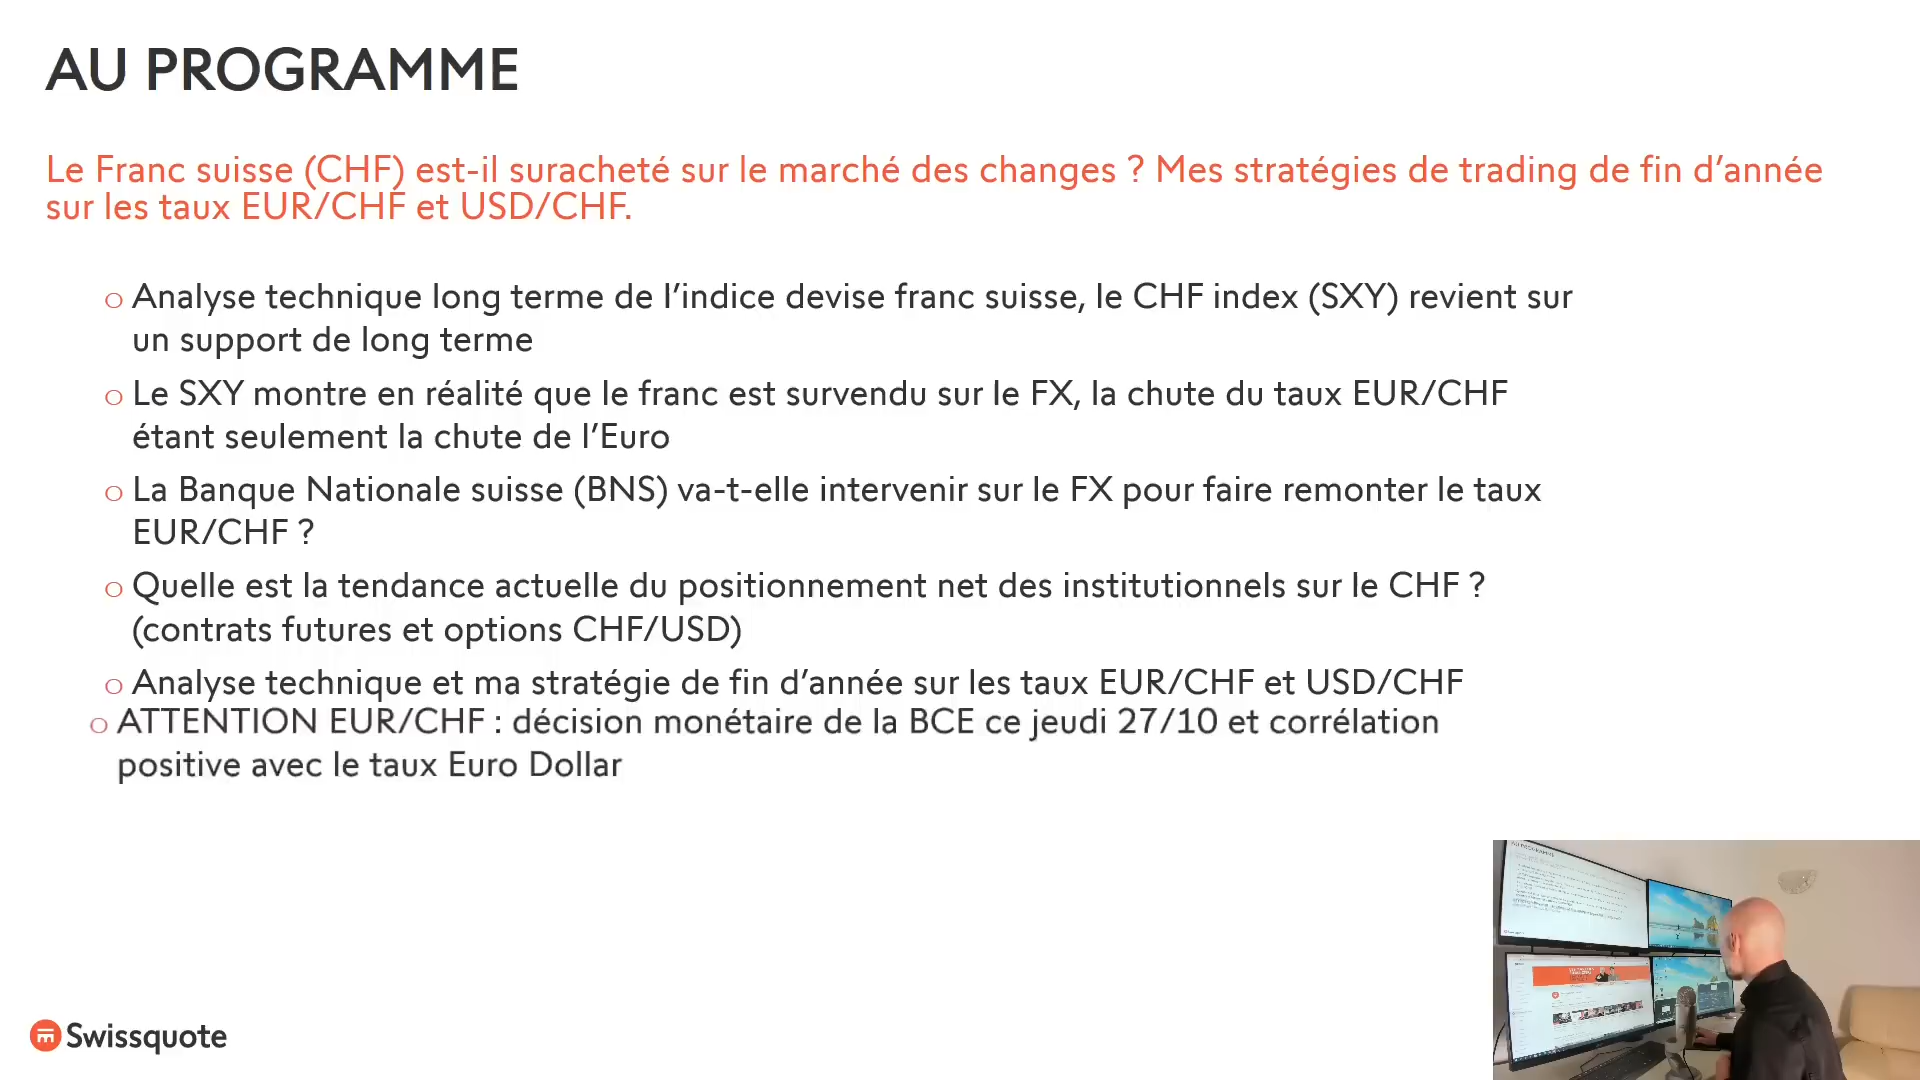 AU PROGRAMME
Le Franc suisse (CHF) est-il suracheté sur le marché des changes ? Mes stratégies de trading de fin d’année
sur les taux EUR/CHF et USD/CHF.
o Analyse technique long terme de l’indice devise franc suisse, le CHF index (SXY) revient sur
un support de long terme
o Le SXY montre en réalité que le franc est survendu sur le FX, la chute du taux EUR/CHF
étant seulement la chute de l’Euro
o La Banque Nationale suisse (BNS) va-t-elle intervenir sur le FX pour faire remonter le taux
EUR/CHF ?
o Quelle est la tendance actuelle du positionnement net des institutionnels sur le CHF ?
(contrats futures et options CHF/USD)
o Analyse technique et ma stratégie de fin d’année sur les taux EUR/CHF et USD/CHF
o ATTENTION EUR/CHF : décision monétaire de la BCE ce jeudi 27/10 et corrélation
positive avec le taux Euro Dollar
Swissquote
AU PROGRAMME